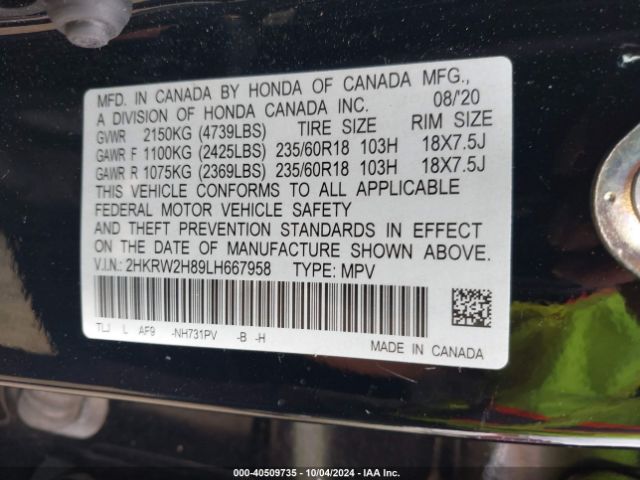 MFD. IN CANADA BY HONDA OF CANADA MFG.,
A DIVISION OF HONDA CANADA INC. 08/'20
GVWR 2150KG (4739LBS) TIRE SIZE RIM SIZE
GAWR F 1100KG (2425LBS) 235/60R18 103H 18X7.5J
GAWR R 1075KG (2369LBS) 235/60R18 103H 18X7.5J
THIS VEHICLE CONFORMS TO ALL APPLICABLE
FEDERAL MOTOR VEHICLE SAFETY
AND THEFT PREVENTION STANDARDS IN EFFECT
ON THE DATE OF MANUFACTURE SHOWN ABOVE.
V.I.N.: 2HKRW2H89LH667958 TYPE: MPV
TLJ L AF9 -NH731PV -B -H
MADE IN CANADA
000-40509735 - 10/04/2024 - IAA Inc.